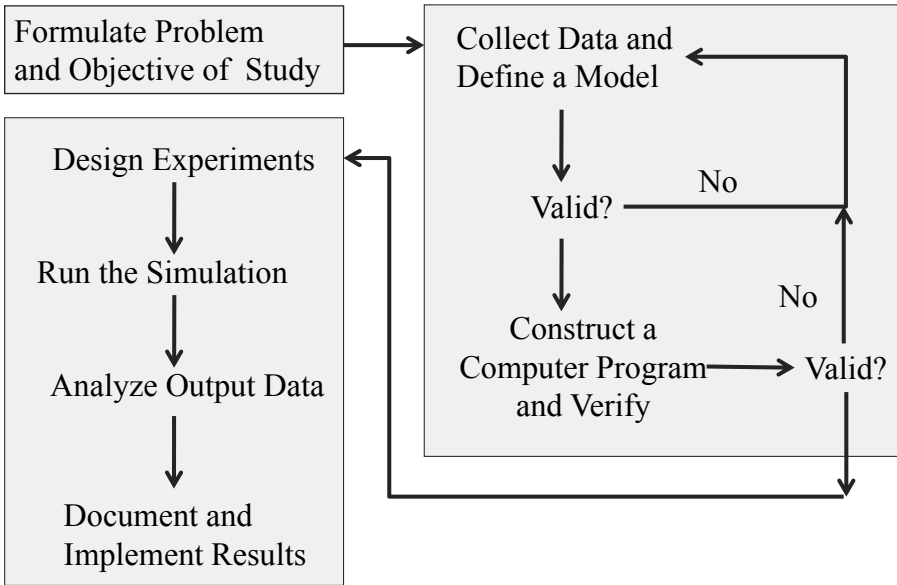 Formulate Problem
and Objective of Study
Collect Data and
Define a Model
Valid?
No
Construct a
Computer Program
and Verify
Valid?
No
Design Experiments
Run the Simulation
Analyze Output Data
Document and
Implement Results